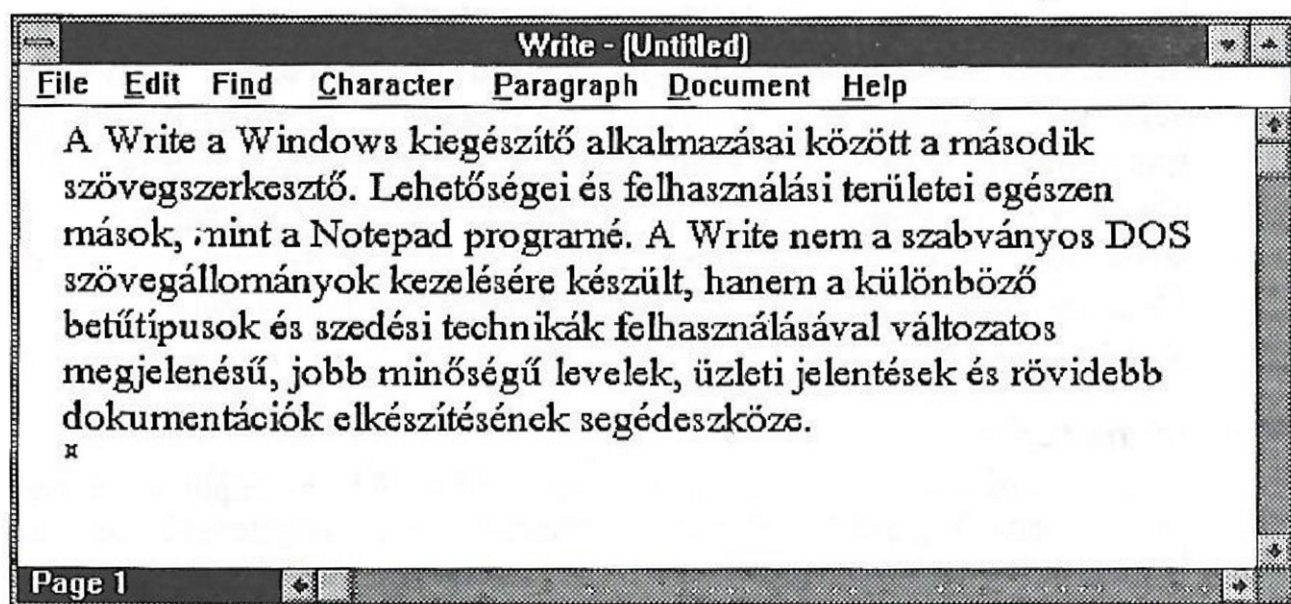 Write - (Untitled)
File Edit Find Character Paragraph Document Help
A Write a Windows kiegészítő alkalmazásai között a második
szövegszerkesztő. Lehetőségei és felhasználási területei egészen
mások, mint a Notepad programé. A Write nem a szabványos DOS
szövegállományok kezelésére készült, hanem a különböző
betűtípusok és szedési technikák felhasználásával változatos
megjelenésű, jobb minőségű levelek, üzleti jelentések és rövidebb
dokumentációk elkészítésének segédeszköze.
¤
Page 1